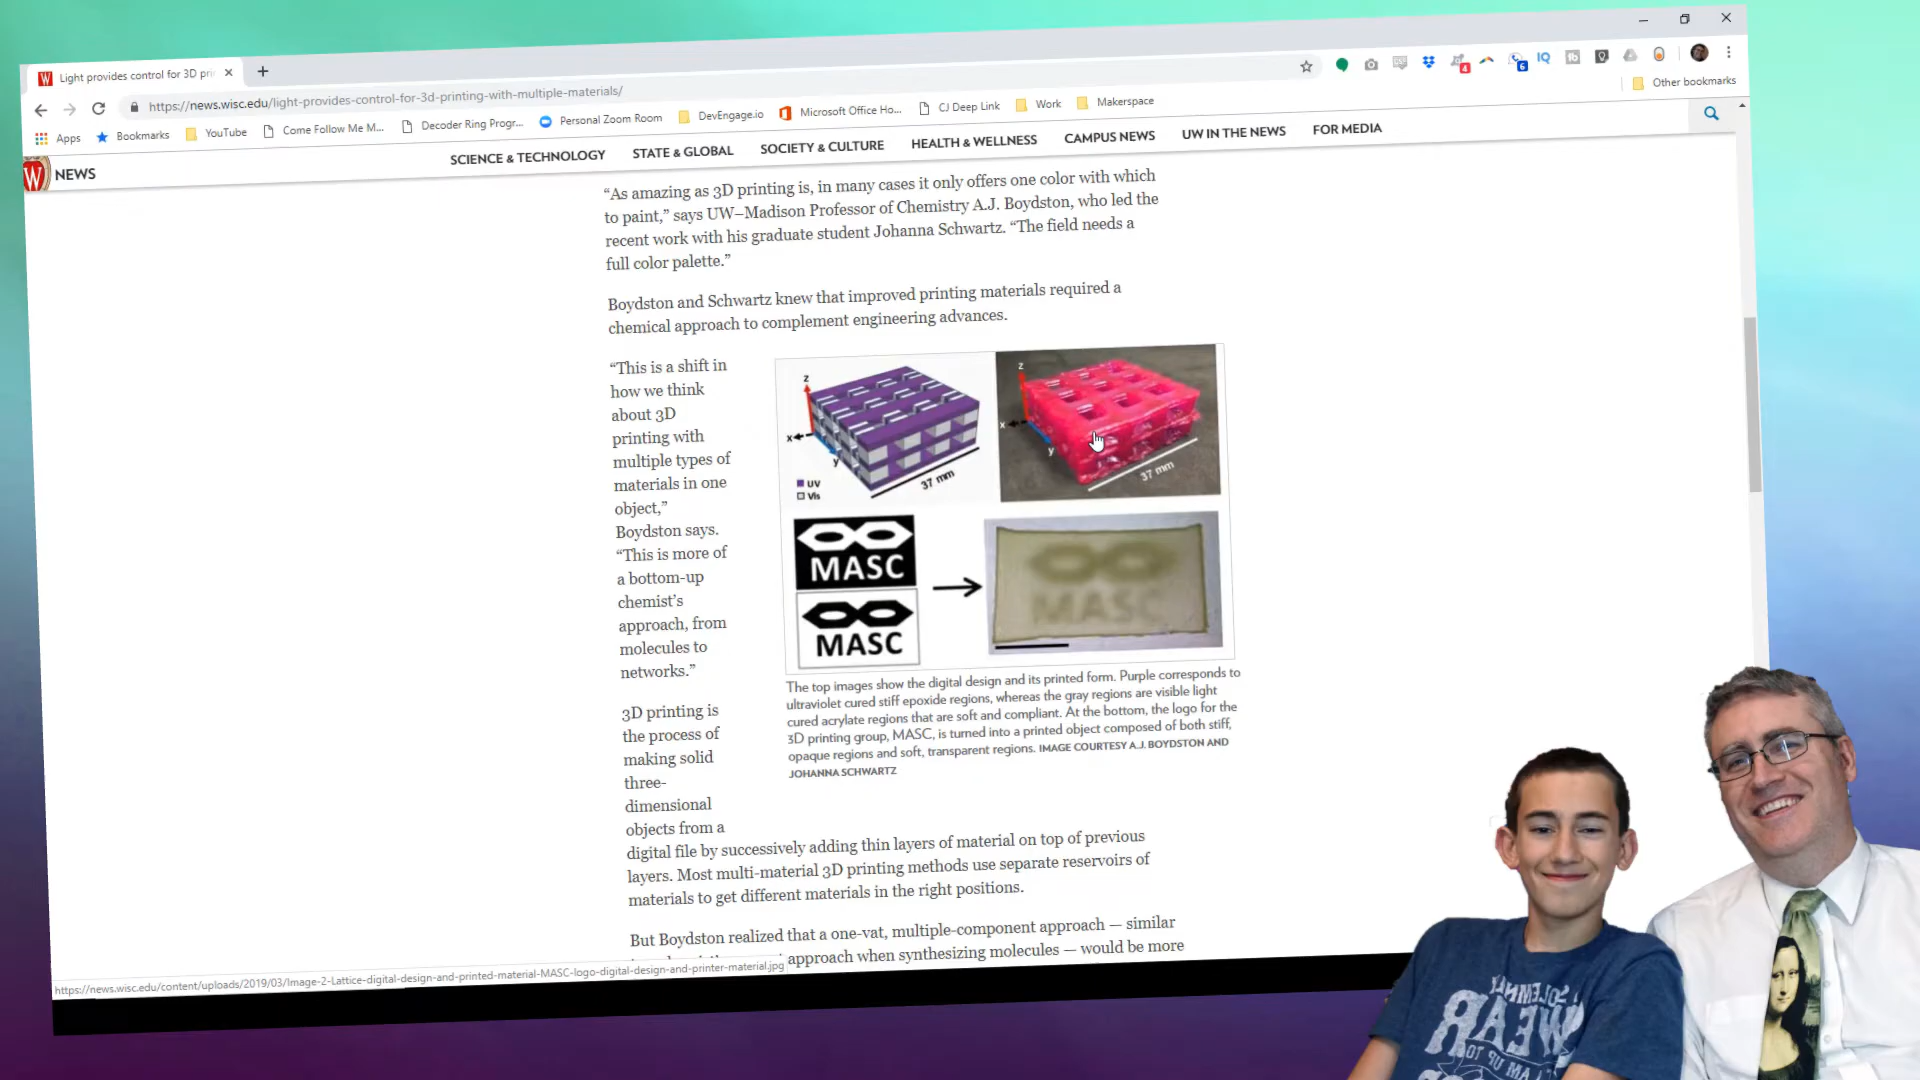 Light provides control for 3D pri
https://news.wisc.edu/light-provides-control-for-3d-printing-with-multiple-materials/
4
6
IQ
Apps
Bookmarks
YouTube
Come Follow Me M...
Decoder Ring Progr...
Personal Zoom Room
DevEngage.io
Microsoft Office Ho...
CJ Deep Link
Work
Makerspace
Other bookmarks
W NEWS
SCIENCE & TECHNOLOGY STATE & GLOBAL SOCIETY & CULTURE HEALTH & WELLNESS CAMPUS NEWS UW IN THE NEWS FOR MEDIA
“As amazing as 3D printing is, in many cases it only offers one color with which
to paint,” says UW–Madison Professor of Chemistry A.J. Boydston, who led the
recent work with his graduate student Johanna Schwartz. “The field needs a
full color palette.”
Boydston and Schwartz knew that improved printing materials required a
chemical approach to complement engineering advances.
“This is a shift in
how we think
about 3D
printing with
multiple types of
materials in one
object,”
Boydston says.
“This is more of
a bottom-up
chemist’s
approach, from
molecules to
networks.”
z
x
y
UV
Vis
37 mm
z
x
y
37 mm
MASC
MASC
MASC
The top images show the digital design and its printed form. Purple corresponds to
ultraviolet cured stiff epoxide regions, whereas the gray regions are visible light
cured acrylate regions that are soft and compliant. At the bottom, the logo for the
3D printing group, MASC, is turned into a printed object composed of both stiff,
opaque regions and soft, transparent regions. IMAGE COURTESY A.J. BOYDSTON AND
JOHANNA SCHWARTZ
3D printing is
the process of
making solid
three-
dimensional
objects from a
digital file by successively adding thin layers of material on top of previous
layers. Most multi-material 3D printing methods use separate reservoirs of
materials to get different materials in the right positions.
But Boydston realized that a one-vat, multiple-component approach — similar
approach when synthesizing molecules — would be more
https://news.wisc.edu/content/uploads/2019/03/Image-2-Lattice-digital-design-and-printed-material-MASC-logo-digital-design-and-printer-material.jpg
SOLEMNLY
SWEAR